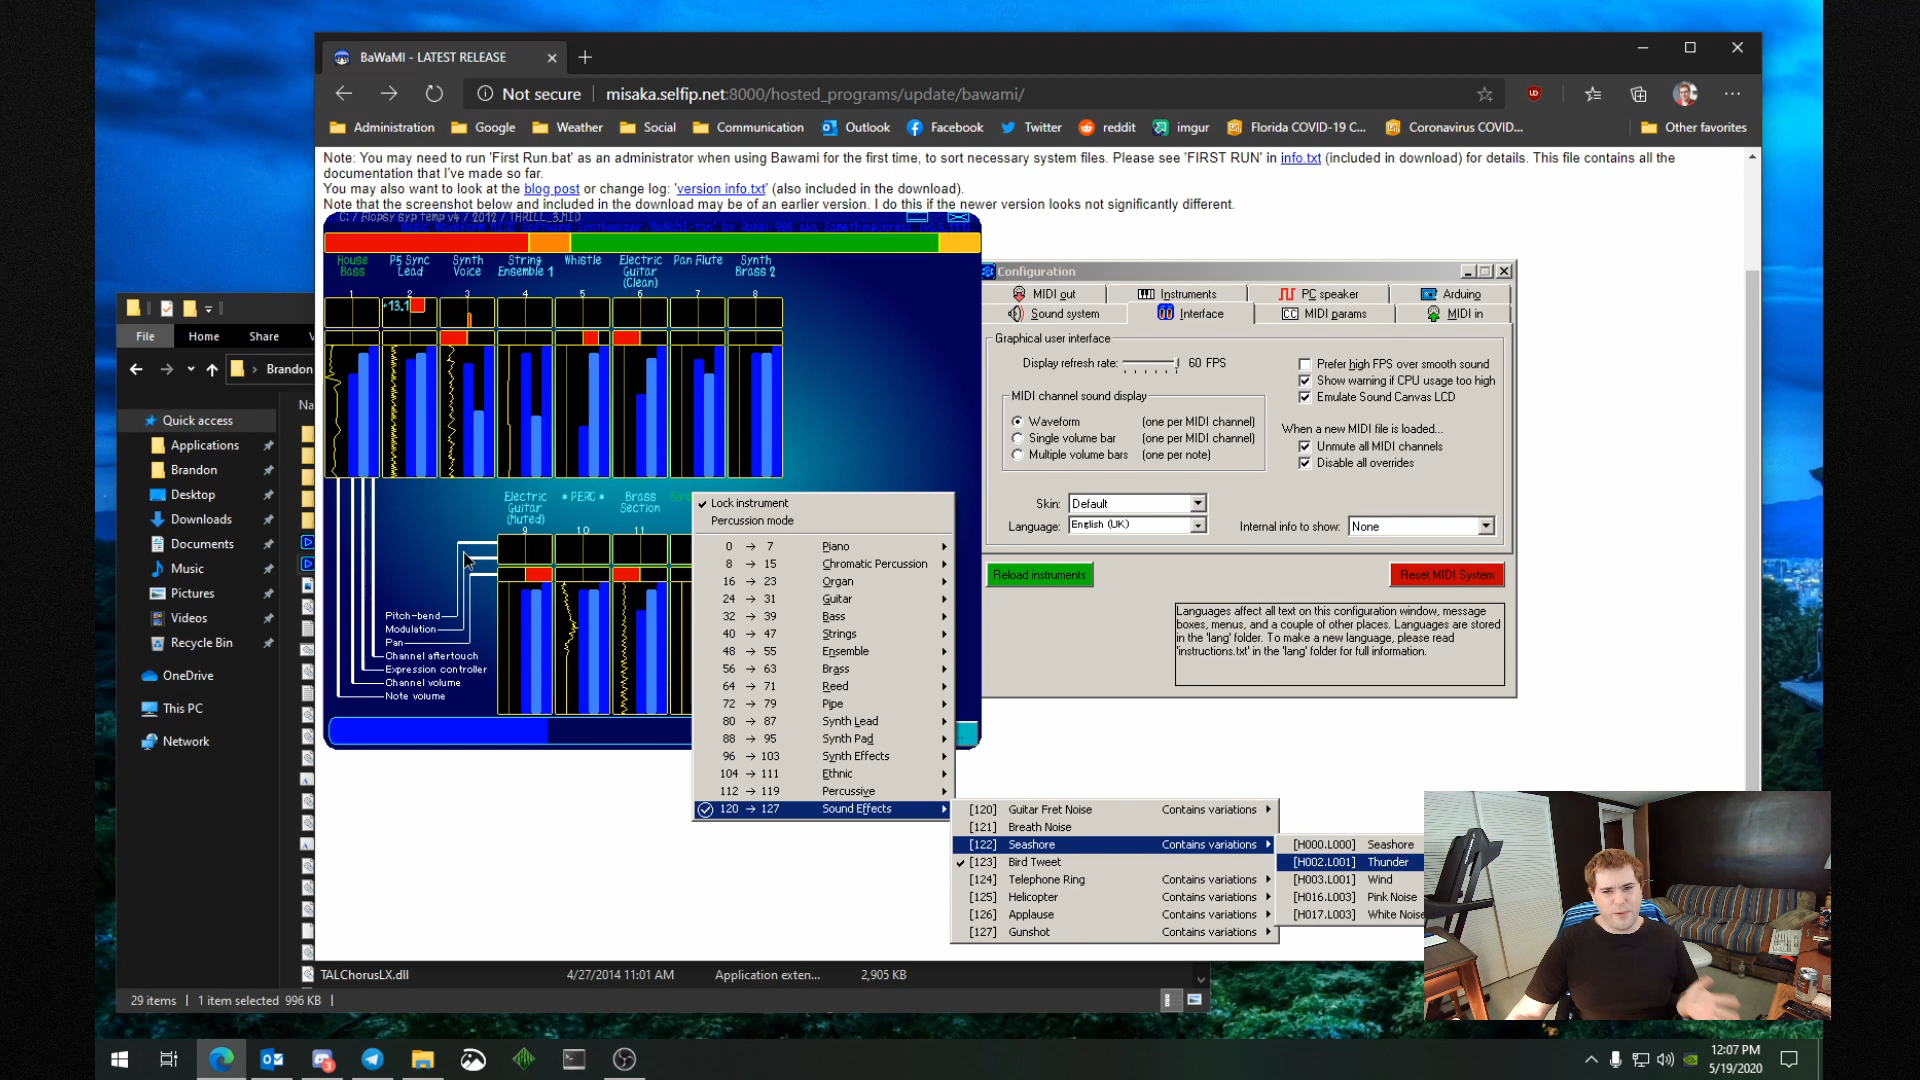 BaWaMI - LATEST RELEASE
Not secure
misaka.selfip.net:8000/hosted_programs/update/bawami/
Administration
Google
Weather
Social
Communication
Outlook
Facebook
Twitter
reddit
imgur
Florida COVID-19 C...
Coronavirus COVID...
Other favorites
Note: You may need to run 'First Run.bat' as an administrator when using Bawami for the first time, to sort necessary system files. Please see 'FIRST RUN' in info.txt (included in download) for details. This file contains all the
documentation that I've made so far.
You may also want to look at the blog post or change log: 'version info.txt' (also included in the download).
Note that the screenshot below and included in the download may be of an earlier version. I do this if the newer version looks not significantly different.
C:/ Flopsy syp temp v4 / 2012 / THRILL_3.MID
House Bass
P5 Sync Lead
Synth Voice
String Ensemble 1
Whistle
Electric Guitar (Clean)
Pan Flute
Synth Brass 2
1 2 3 4 5 6 7 8
+13.1
Electric Guitar (Muted)
* PERC *
Brass Section
9 10 11
Pitch-bend
Modulation
Pan
Channel aftertouch
Expression controller
Channel volume
Note volume
Lock instrument
Percussion mode
0 → 7 Piano
8 → 15 Chromatic Percussion
16 → 23 Organ
24 → 31 Guitar
32 → 39 Bass
40 → 47 Strings
48 → 55 Ensemble
56 → 63 Brass
64 → 71 Reed
72 → 79 Pipe
80 → 87 Synth Lead
88 → 95 Synth Pad
96 → 103 Synth Effects
104 → 111 Ethnic
112 → 119 Percussive
120 → 127 Sound Effects
[120] Guitar Fret Noise Contains variations
[121] Breath Noise
[122] Seashore Contains variations
[123] Bird Tweet
[124] Telephone Ring Contains variations
[125] Helicopter Contains variations
[126] Applause Contains variations
[127] Gunshot Contains variations
[H000.L000] Seashore
[H002.L001] Thunder
[H003.L001] Wind
[H016.L003] Pink Noise
[H017.L003] White Noise
Configuration
MIDI out
Instruments
PC speaker
Arduino
Sound system
Interface
MIDI params
MIDI in
Graphical user interface
Display refresh rate: 60 FPS
Prefer high FPS over smooth sound
Show warning if CPU usage too high
Emulate Sound Canvas LCD
MIDI channel sound display
Waveform (one per MIDI channel)
Single volume bar (one per MIDI channel)
Multiple volume bars (one per note)
When a new MIDI file is loaded...
Unmute all MIDI channels
Disable all overrides
Skin: Default
Language: English (UK)
Internal info to show: None
Reload instruments
Reset MIDI System
Languages affect all text on this configuration window, message
boxes, menus, and a couple of other places. Languages are stored
in the 'lang' folder. To make a new language, please read
'instructions.txt' in the 'lang' folder for full information.
File
Home
Share
V
Brandon
Na
Quick access
Applications
Brandon
Desktop
Downloads
Documents
Music
Pictures
Videos
Recycle Bin
OneDrive
This PC
Network
TALChorusLX.dll 4/27/2014 11:01 AM Application exten... 2,905 KB
29 items
1 item selected 996 KB
12:07 PM
5/19/2020